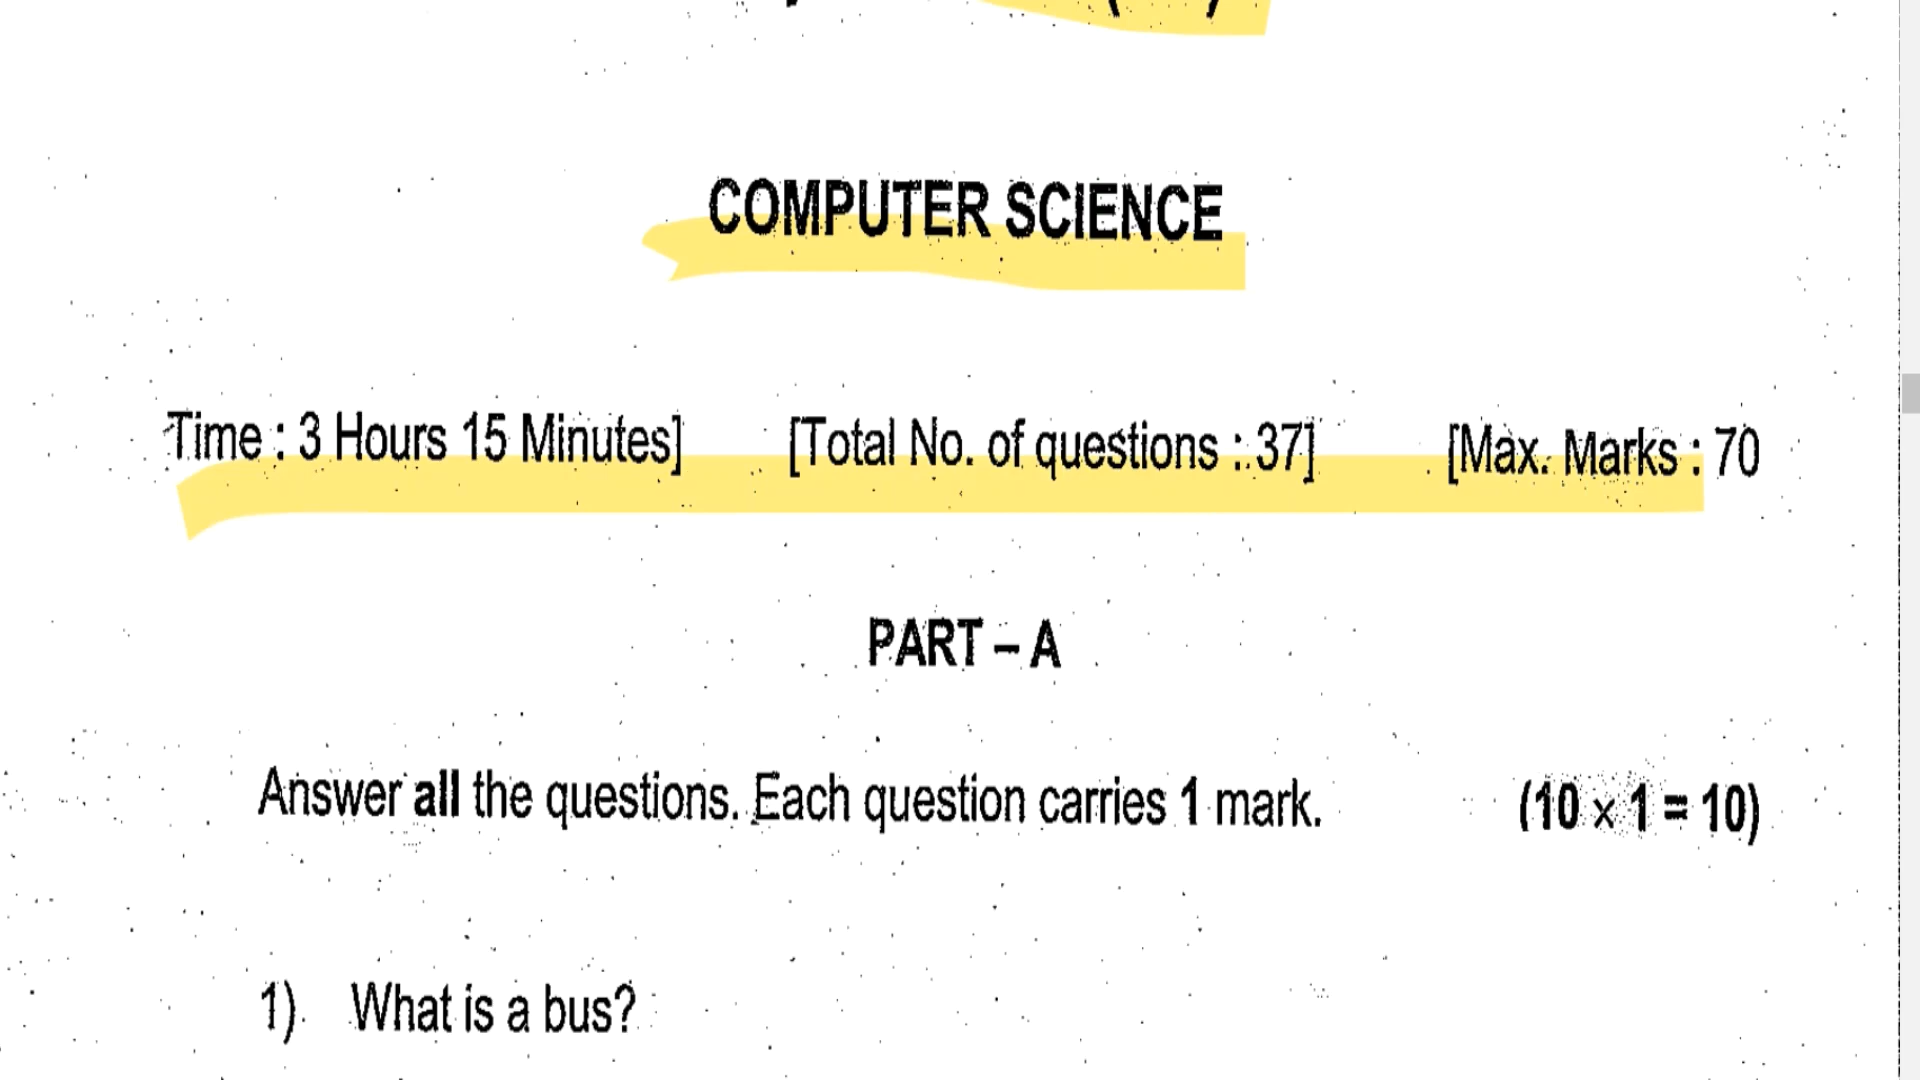 COMPUTER SCIENCE
Time : 3 Hours 15 Minutes] [Total No. of questions : 37] [Max. Marks : 70
PART – A
Answer all the questions. Each question carries 1 mark. (10 × 1 = 10)
1) What is a bus?